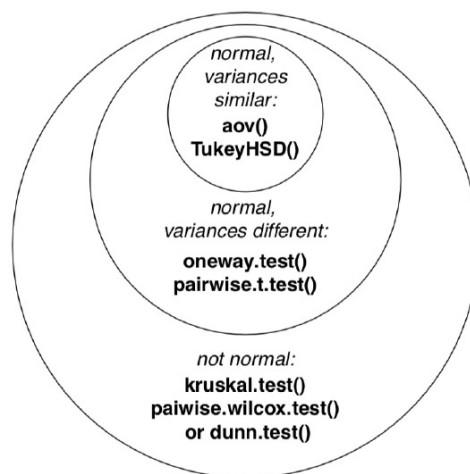 normal,
variances
similar:
aov()
TukeyHSD()
normal,
variances different:
oneway.test()
pairwise.t.test()
not normal:
kruskal.test()
paiwise.wilcox.test()
or dunn.test()